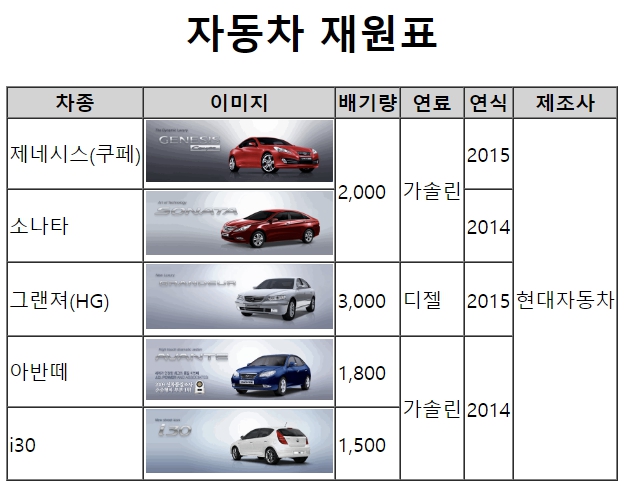 자동차 재원표
차종 이미지 배기량 연료 연식 제조사
제네시스(쿠페) GENESIS Coupe 2,000 가솔린 2015 현대자동차
소나타 SONATA 2014
그랜져(HG) GRANDEUR 3,000 디젤 2015
아반떼 AVANTE 1,800 가솔린 2014
i30 i30 1,500